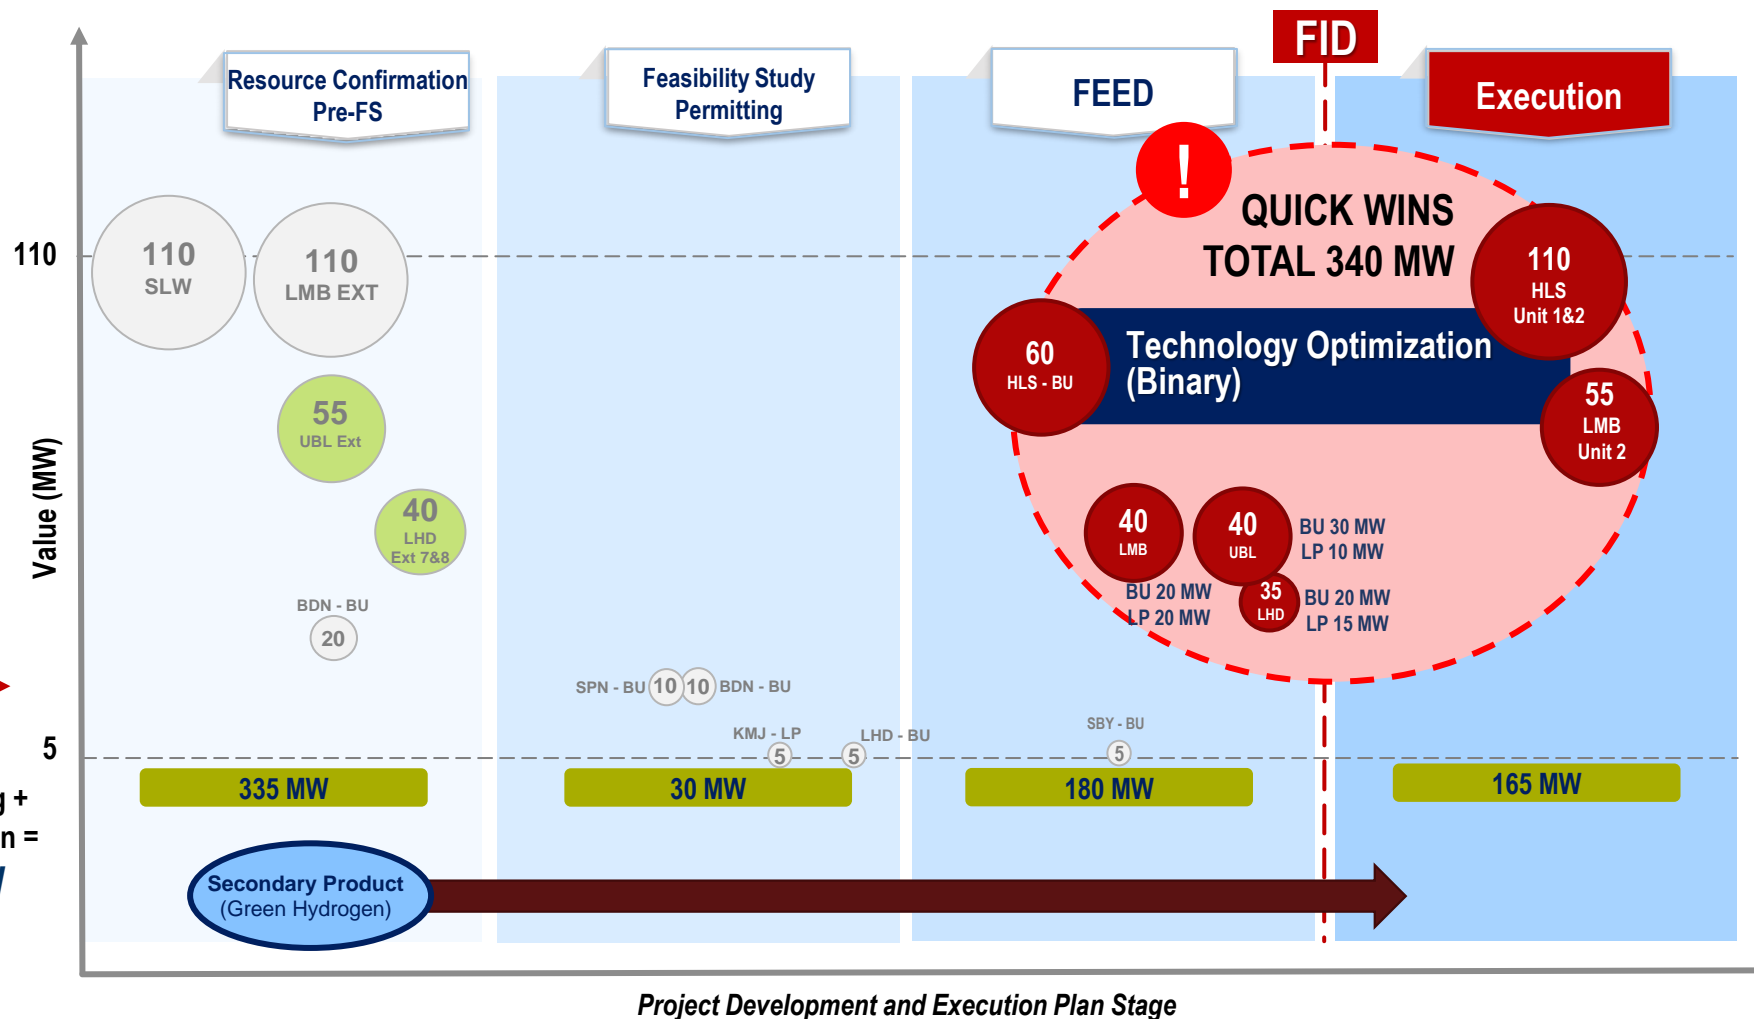 FID
Resource Confirmation
Pre-FS
Feasibility Study
Permitting
FEED
Execution
!
QUICK WINS
TOTAL 340 MW
110
110
SLW
110
LMB EXT
110
HLS
Unit 1&2
60
HLS - BU
Technology Optimization
(Binary)
55
UBL Ext
55
LMB
Unit 2
40
LHD
Ext 7&8
40
LMB
BU 20 MW
LP 20 MW
40
UBL
BU 30 MW
LP 10 MW
35
LHD
BU 20 MW
LP 15 MW
Value (MW)
BDN - BU
20
SPN - BU
10
10
BDN - BU
KMJ - LP
5
LHD - BU
5
SBY - BU
5
5
335 MW
30 MW
180 MW
165 MW
g +
n =
Secondary Product
(Green Hydrogen)
Project Development and Execution Plan Stage